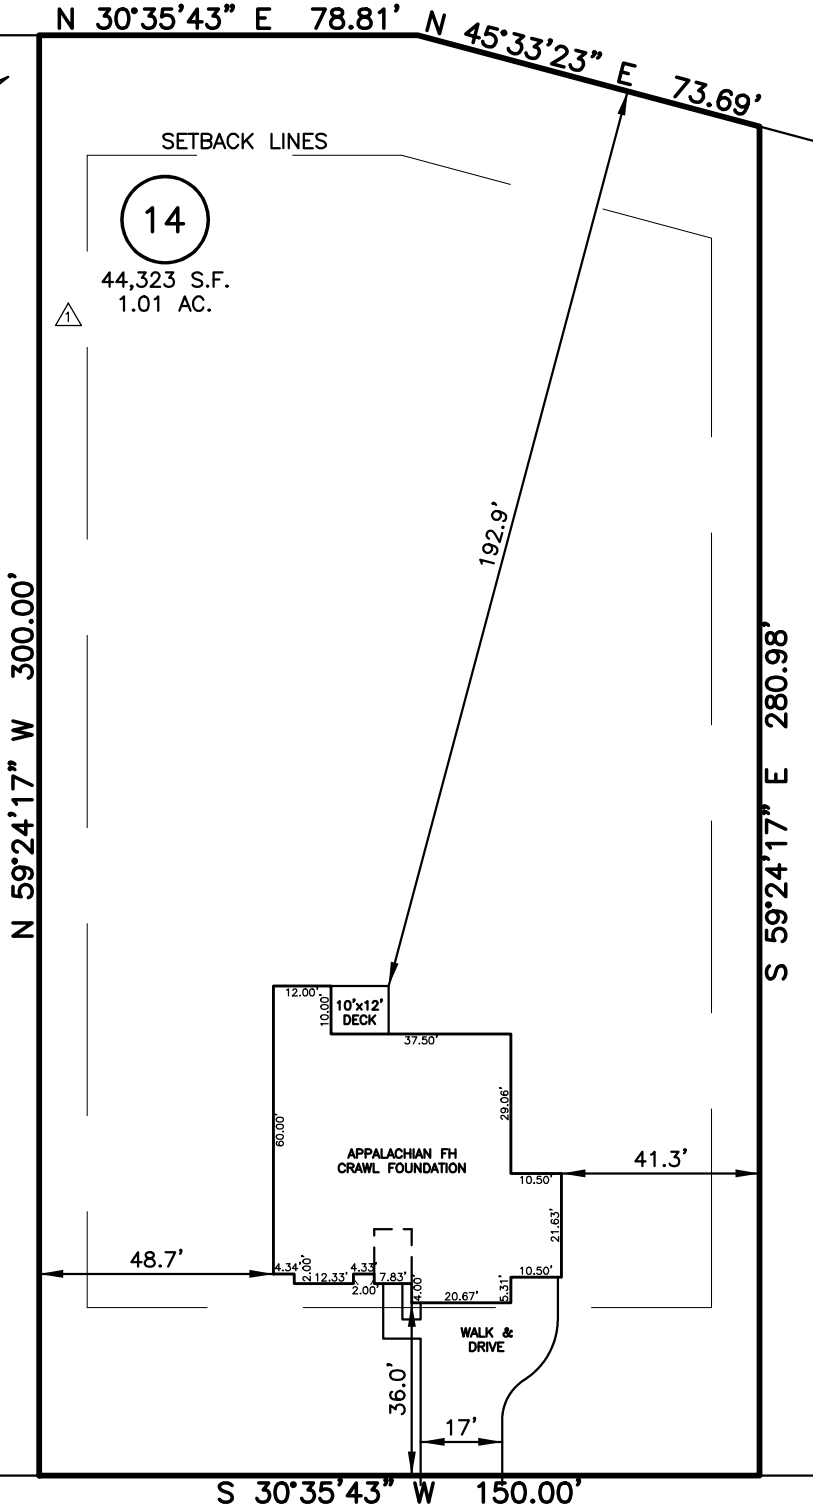 N 30°35'43" E 78.81'
N 45°33'23" E 73.69'
SETBACK LINES
14
44,323 S.F.
1.01 AC.
1
192.9'
N 59°24'17" W 300.00'
S 59°24'17" E 280.98'
12.00'
10.00'
10'x12'
DECK
37.50'
29.06'
60.00'
APPALACHIAN FH
CRAWL FOUNDATION
41.3'
10.50'
21.63'
48.7'
4.34'
2.00'
12.33'
4.33'
2.00'
7.83'
4.00'
20.67'
5.31'
10.50'
WALK &
DRIVE
36.0'
17'
S 30°35'43" W 150.00'